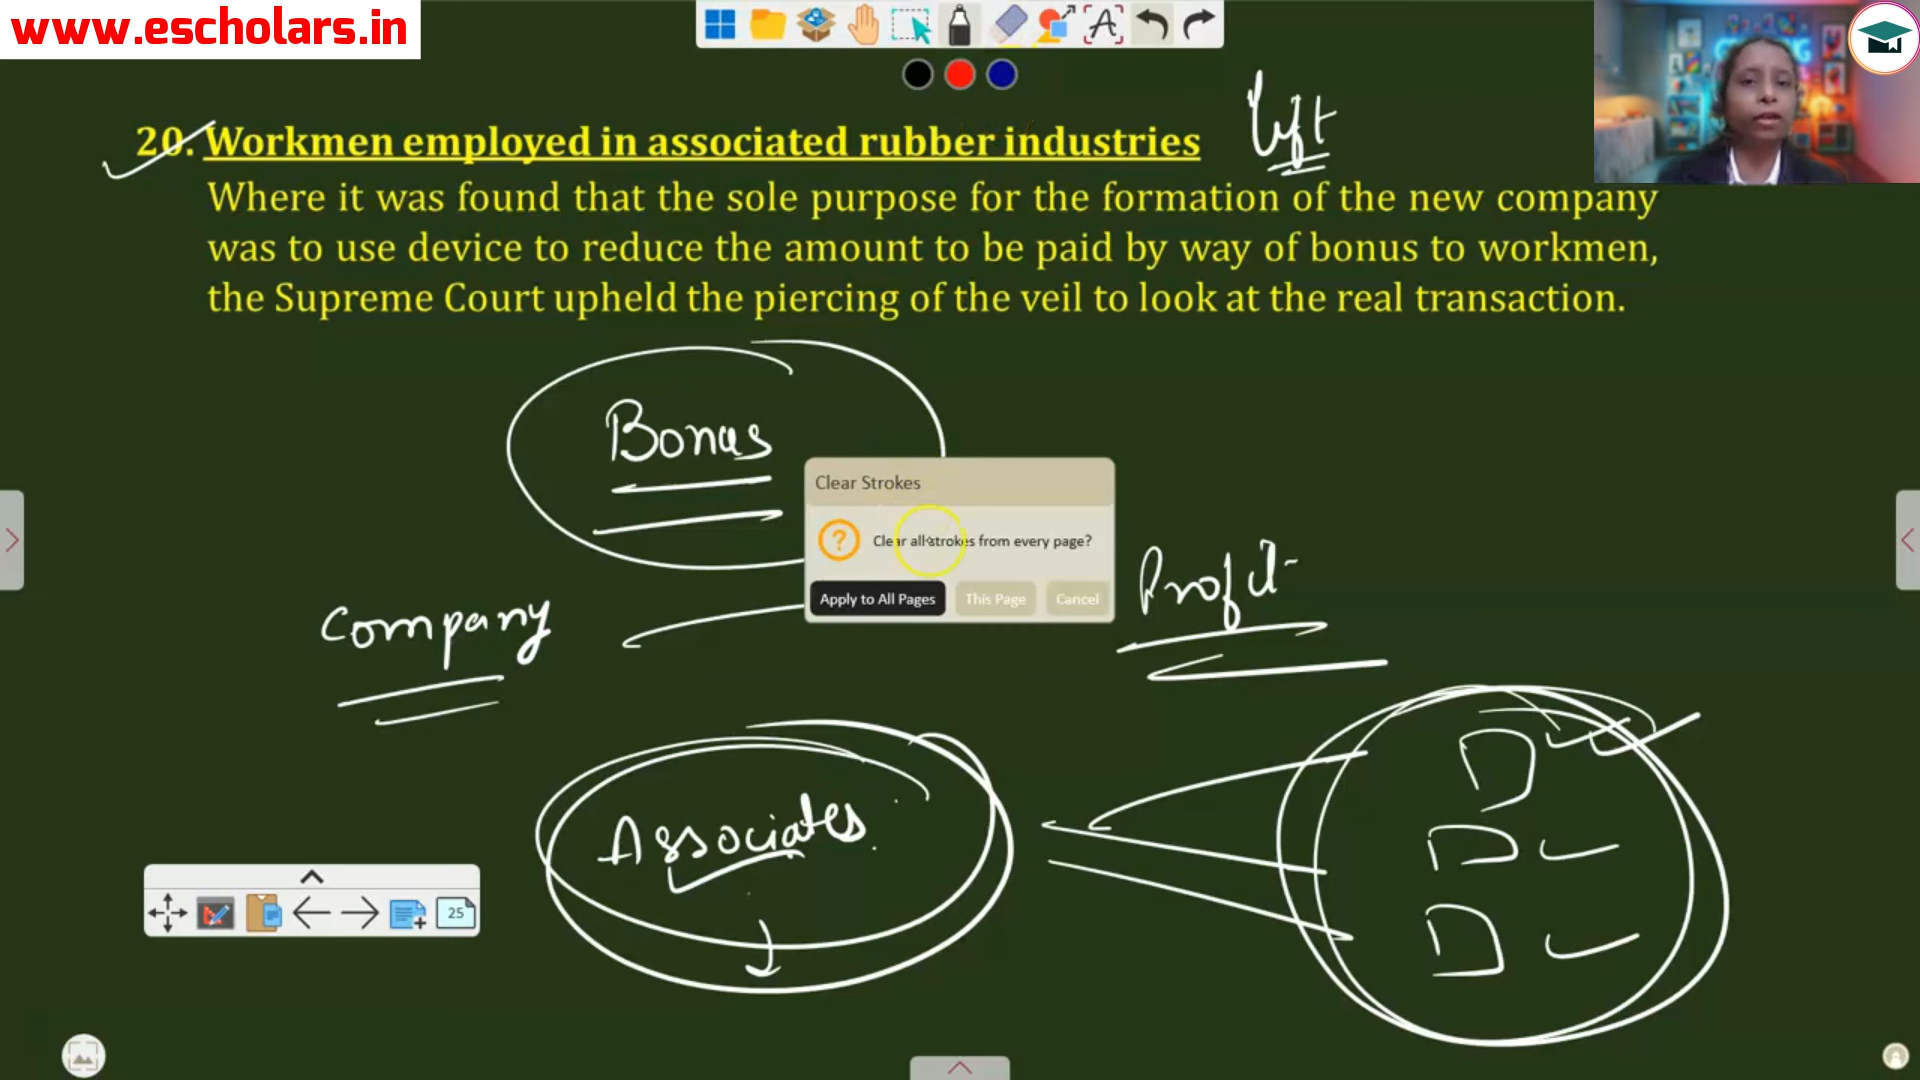 www.escholars.in
20. Workmen employed in associated rubber industries
Lift
Where it was found that the sole purpose for the formation of the new company
was to use device to reduce the amount to be paid by way of bonus to workmen,
the Supreme Court upheld the piercing of the veil to look at the real transaction.
Bonus
Clear Strokes
Clear all strokes from every page?
Apply to All Pages This Page Cancel
Profit
Company
D
Associates
D
D
25